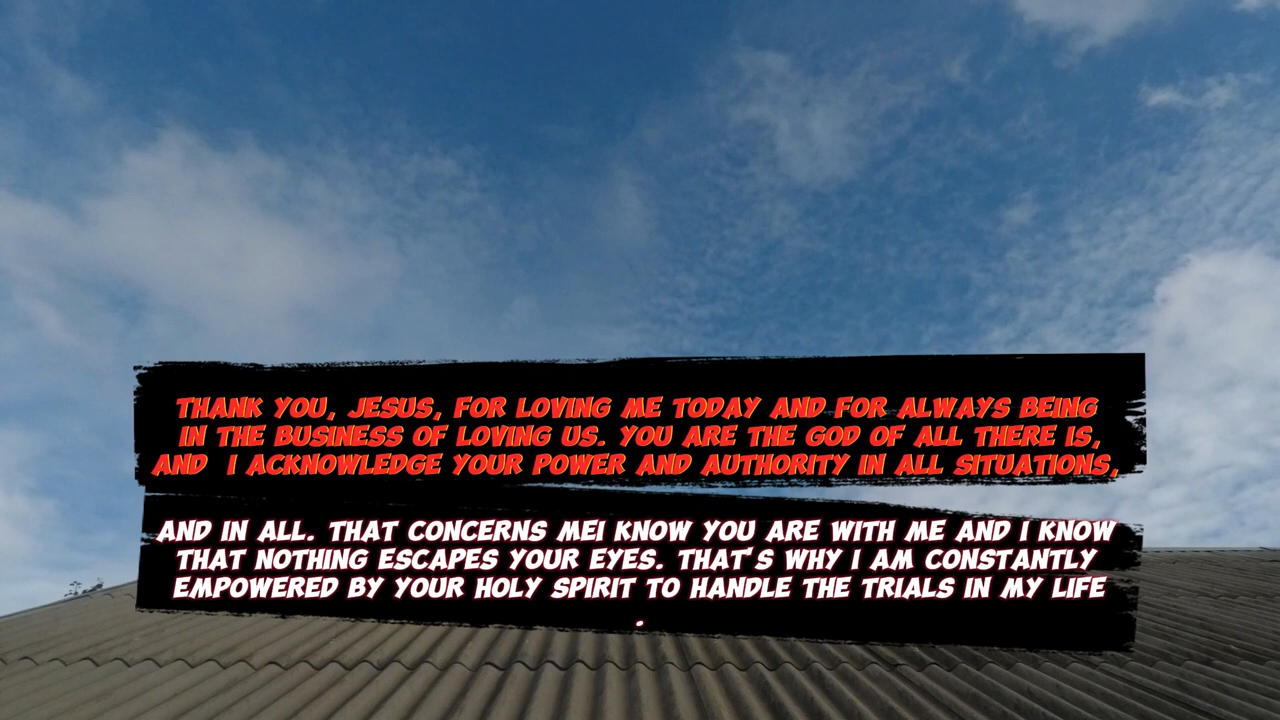 THANK YOU, JESUS, FOR LOVING ME TODAY AND FOR ALWAYS BEING
IN THE BUSINESS OF LOVING US. YOU ARE THE GOD OF ALL THERE IS,
AND  I ACKNOWLEDGE YOUR POWER AND AUTHORITY IN ALL SITUATIONS,
AND IN ALL. THAT CONCERNS MEI KNOW YOU ARE WITH ME AND I KNOW
THAT NOTHING ESCAPES YOUR EYES. THAT'S WHY I AM CONSTANTLY
EMPOWERED BY YOUR HOLY SPIRIT TO HANDLE THE TRIALS IN MY LIFE
.